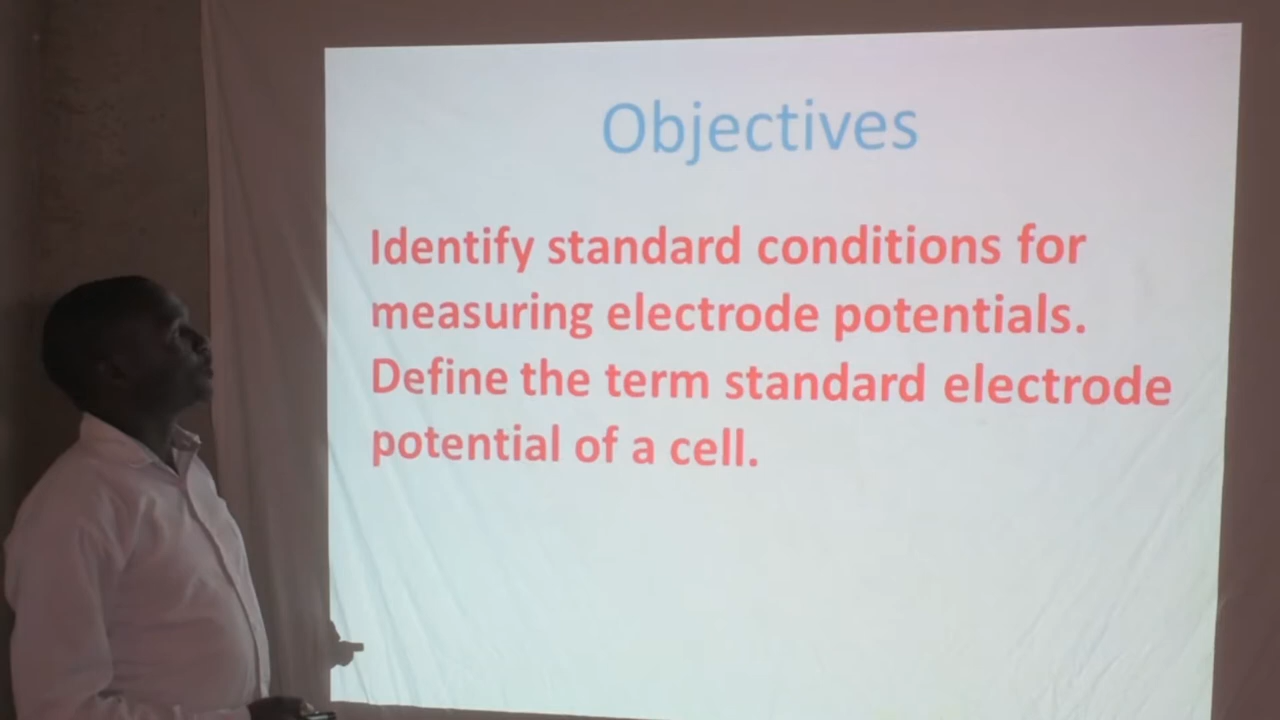 Objectives
Identify standard conditions for
measuring electrode potentials.
Define the term standard electrode
potential of a cell.